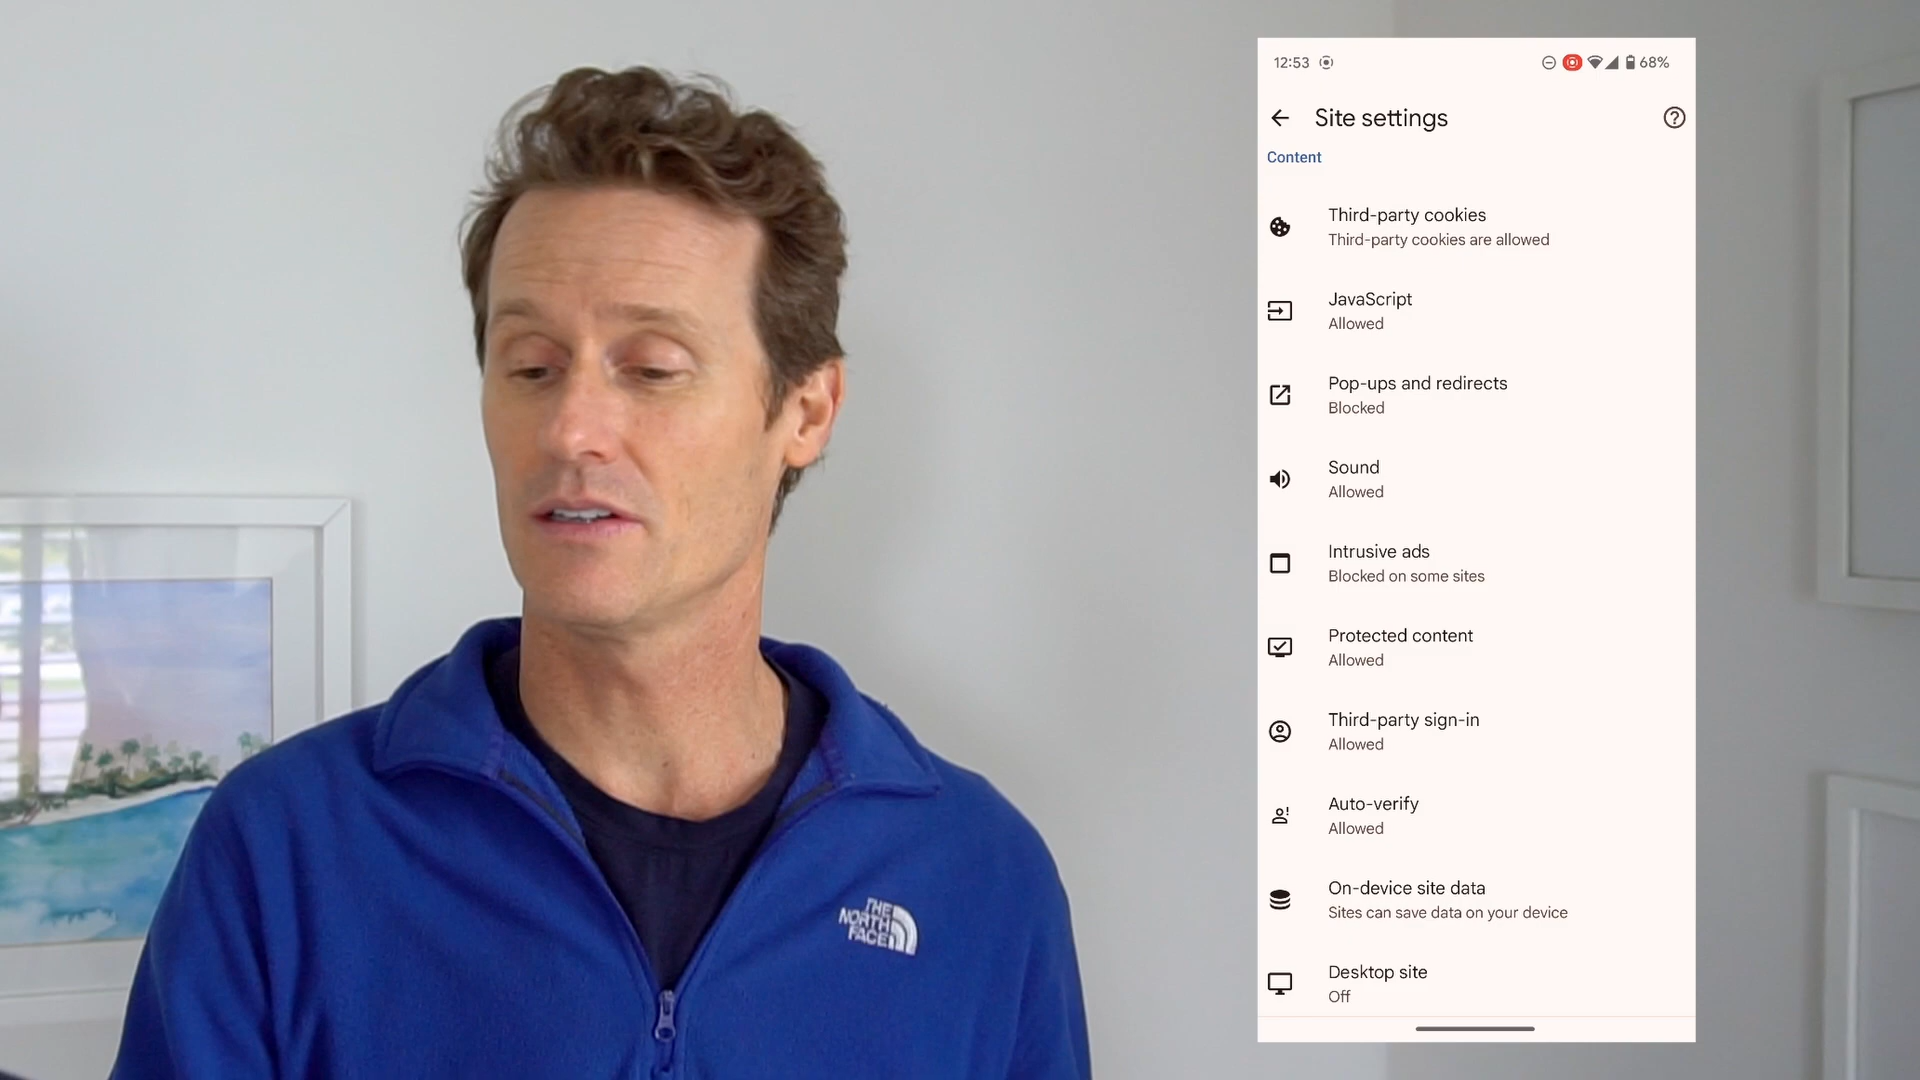 12:53
68%
Site settings
Content
Third-party cookies
Third-party cookies are allowed
JavaScript
Allowed
Pop-ups and redirects
Blocked
Sound
Allowed
Intrusive ads
Blocked on some sites
Protected content
Allowed
Third-party sign-in
Allowed
Auto-verify
Allowed
On-device site data
Sites can save data on your device
Desktop site
Off
THE
NORTH
FACE